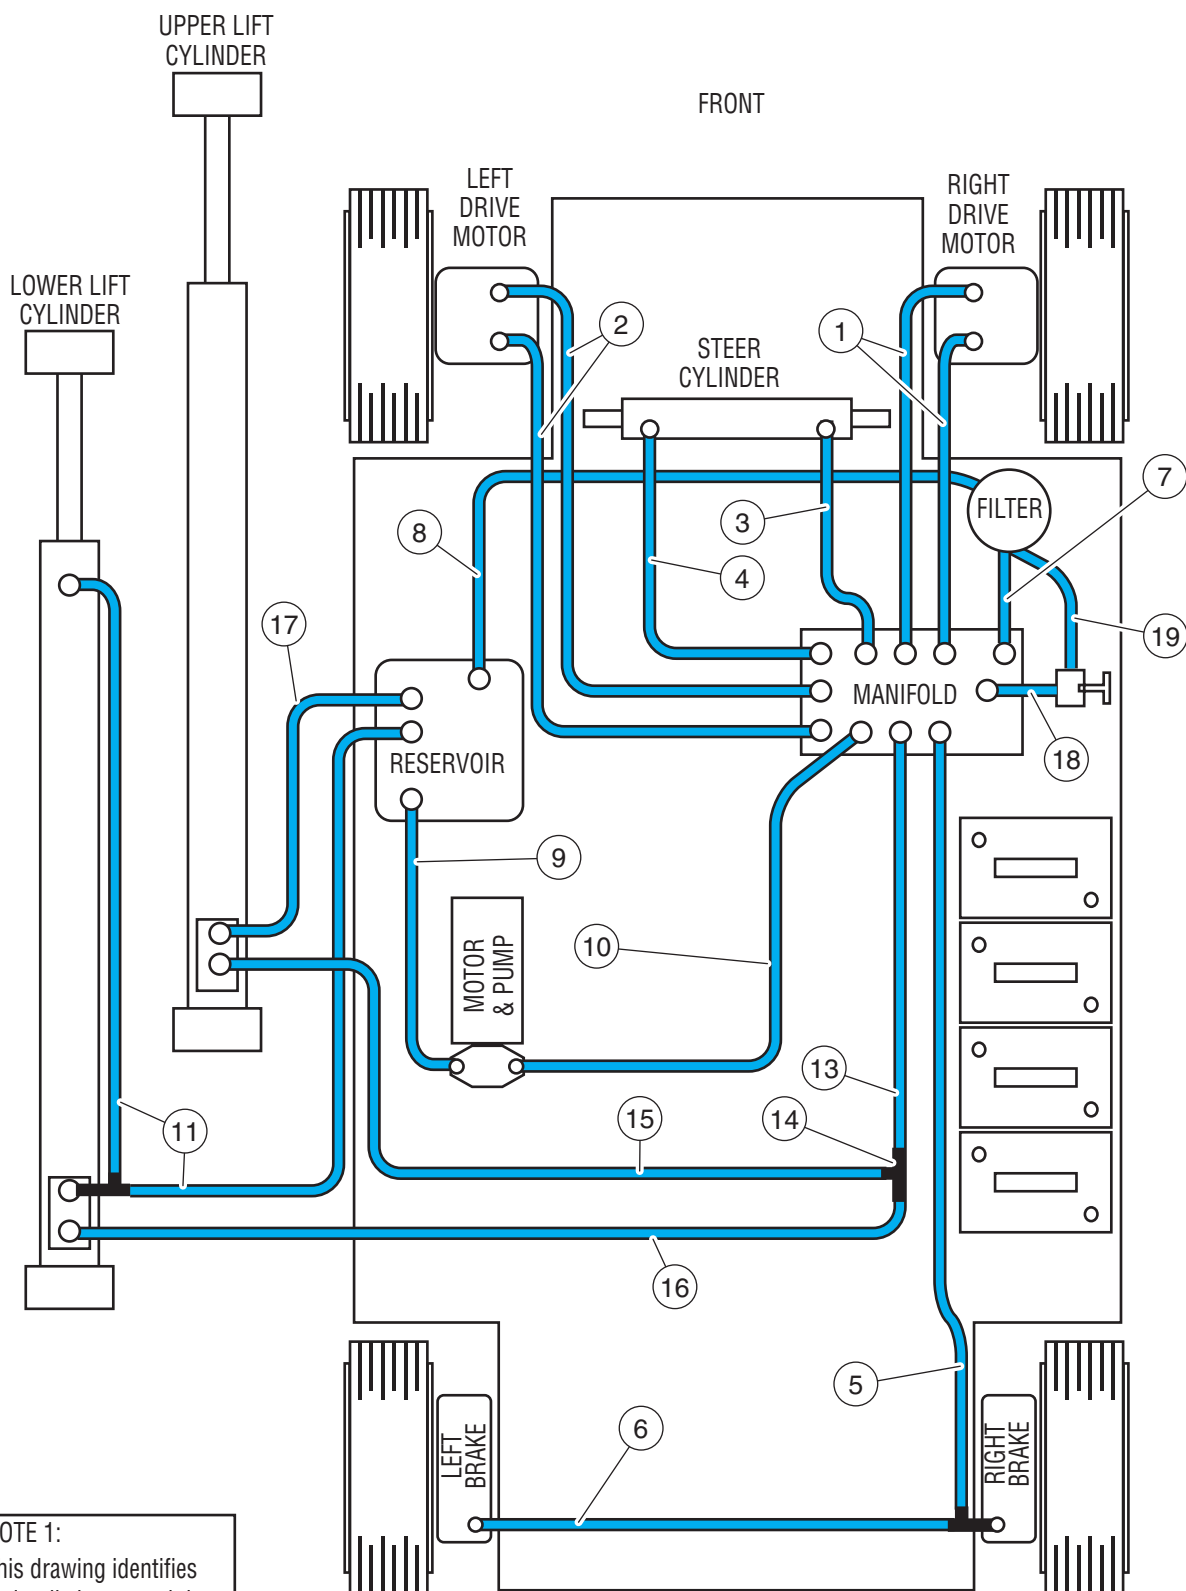 UPPER LIFT
CYLINDER
FRONT
LEFT
DRIVE
MOTOR
RIGHT
DRIVE
MOTOR
LOWER LIFT
CYLINDER
2
1
STEER
CYLINDER
7
FILTER
8
3
4
17
19
MANIFOLD
RESERVOIR
18
9
MOTOR
& PUMP
10
13
11
15
14
16
5
6
LEFT
BRAKE
RIGHT
BRAKE
OTE 1:
his drawing identifies